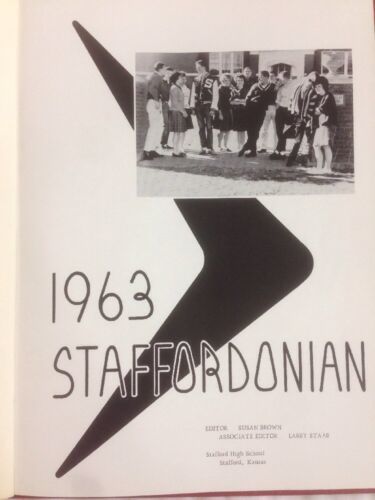 S
1963
STAFFORDONIAN
EDITOR SUSAN BROWN
ASSOCIATE EDITOR LARRY STAAB
Stafford High School
Stafford, Kansas